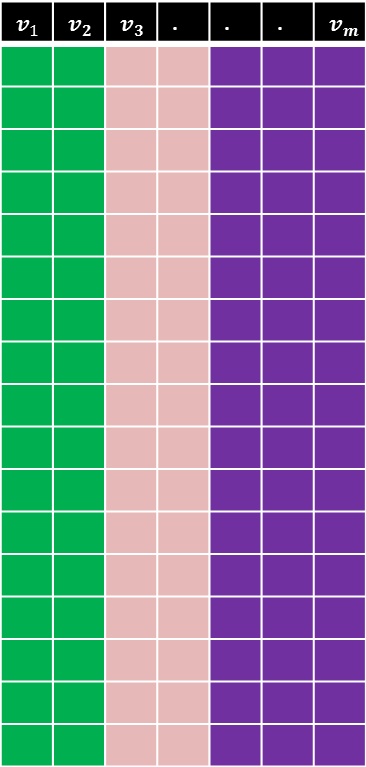 v₁ v₂ v₃ . . . vₘ